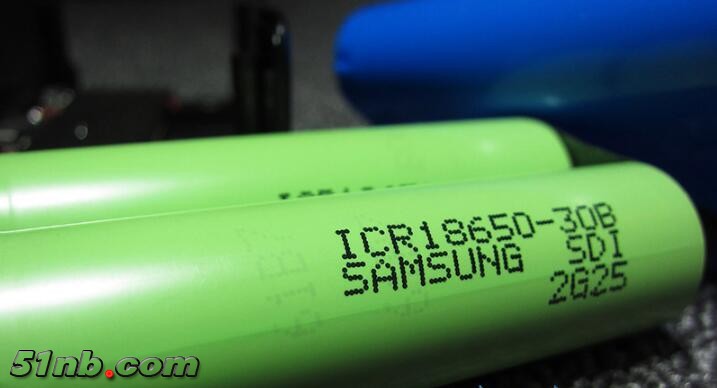 ICR18650-30B
SAMSUNG SDI
2G25
51nb.com